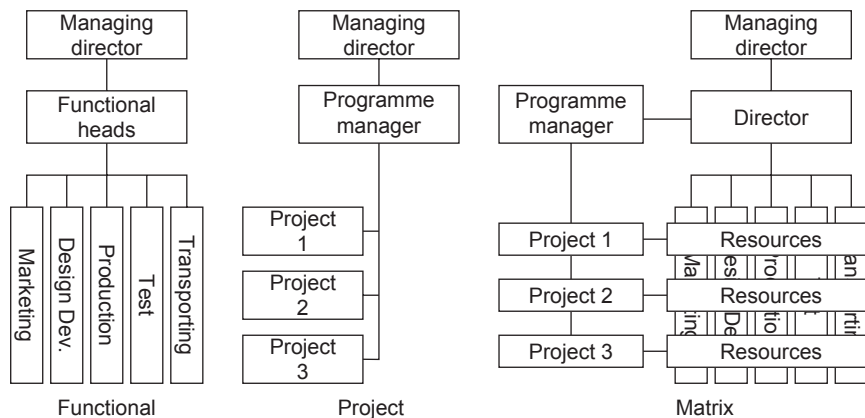 Managing
director
Functional
heads
Marketing
Design Dev.
Production
Test
Transporting
Functional
Managing
director
Programme
manager
Project
1
Project
2
Project
3
Project
Managing
director
Programme
manager
Director
Project 1
Resources
Project 2
Resources
Project 3
Resources
Matrix